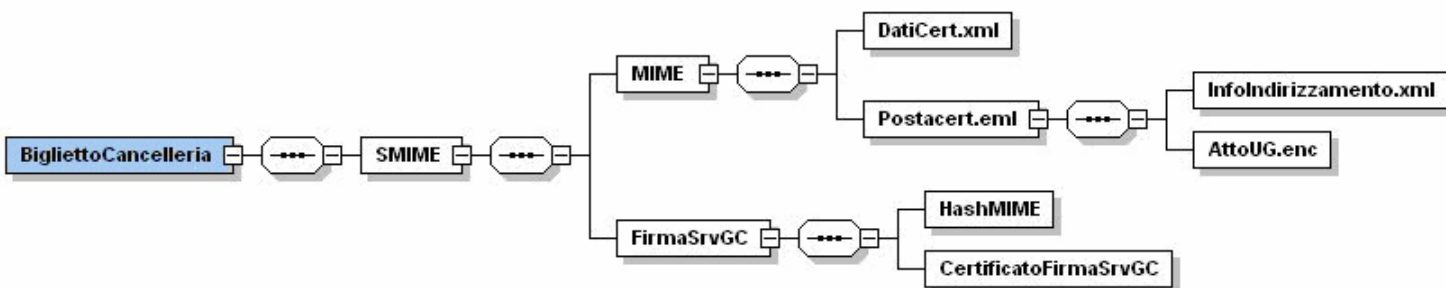 DatiCert.xml
MIME
InfoIndirizzamento.xml
Postacert.eml
BigliettoCancelleria
SMIME
AttoUG.enc
HashMIME
FirmaSrvGC
CertificatoFirmaSrvGC